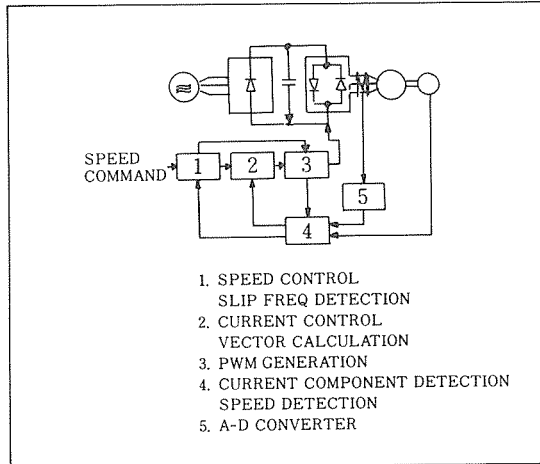 SPEED
COMMAND
1
2
3
5
4
1. SPEED CONTROL
SLIP FREQ DETECTION
2. CURRENT CONTROL
VECTOR CALCULATION
3. PWM GENERATION
4. CURRENT COMPONENT DETECTION
SPEED DETECTION
5. A-D CONVERTER